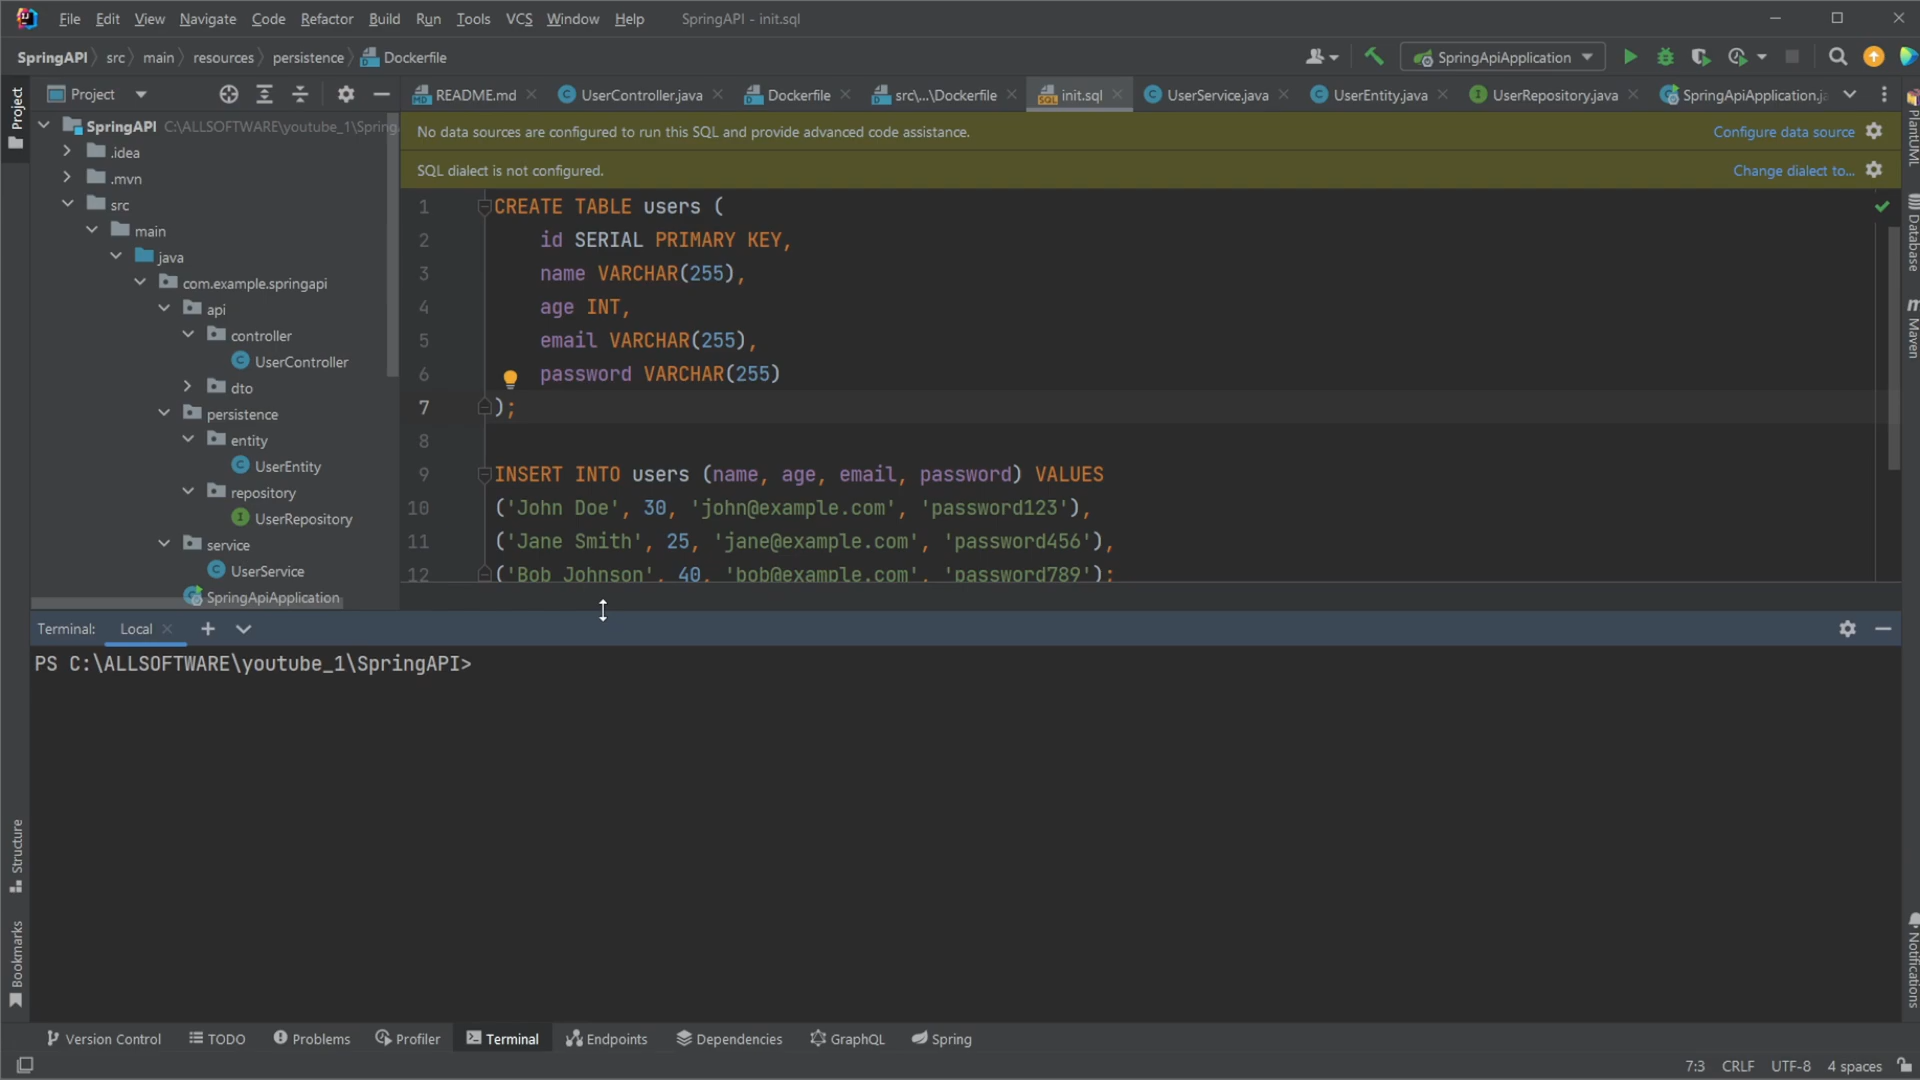 File Edit View Navigate Code Refactor Build Run Tools VCS Window Help SpringAPI - init.sql
SpringAPI src main resources persistence Dockerfile SpringApiApplication
Project README.md UserController.java Dockerfile src\...\Dockerfile init.sql UserService.java UserEntity.java UserRepository.java SpringApiApplication.ja
SpringAPI C:\ALLSOFTWARE\youtube_1\Spring
No data sources are configured to run this SQL and provide advanced code assistance. Configure data source
SQL dialect is not configured. Change dialect to...
.idea
.mvn
src
main
java
com.example.springapi
api
controller
UserController
dto
persistence
entity
UserEntity
repository
UserRepository
service
UserService
SpringApiApplication
1 CREATE TABLE users (
2 id SERIAL PRIMARY KEY,
3 name VARCHAR(255),
4 age INT,
5 email VARCHAR(255),
6 password VARCHAR(255)
7 );
8
9 INSERT INTO users (name, age, email, password) VALUES
10 ('John Doe', 30, 'john@example.com', 'password123'),
11 ('Jane Smith', 25, 'jane@example.com', 'password456'),
12 ('Bob Johnson', 40, 'bob@example.com', 'password789');
Project
Structure
Bookmarks
PlantUML
Database
Maven
Notifications
Terminal: Local
PS C:\ALLSOFTWARE\youtube_1\SpringAPI>
Version Control TODO Problems Profiler Terminal Endpoints Dependencies GraphQL Spring
7:3 CRLF UTF-8 4 spaces